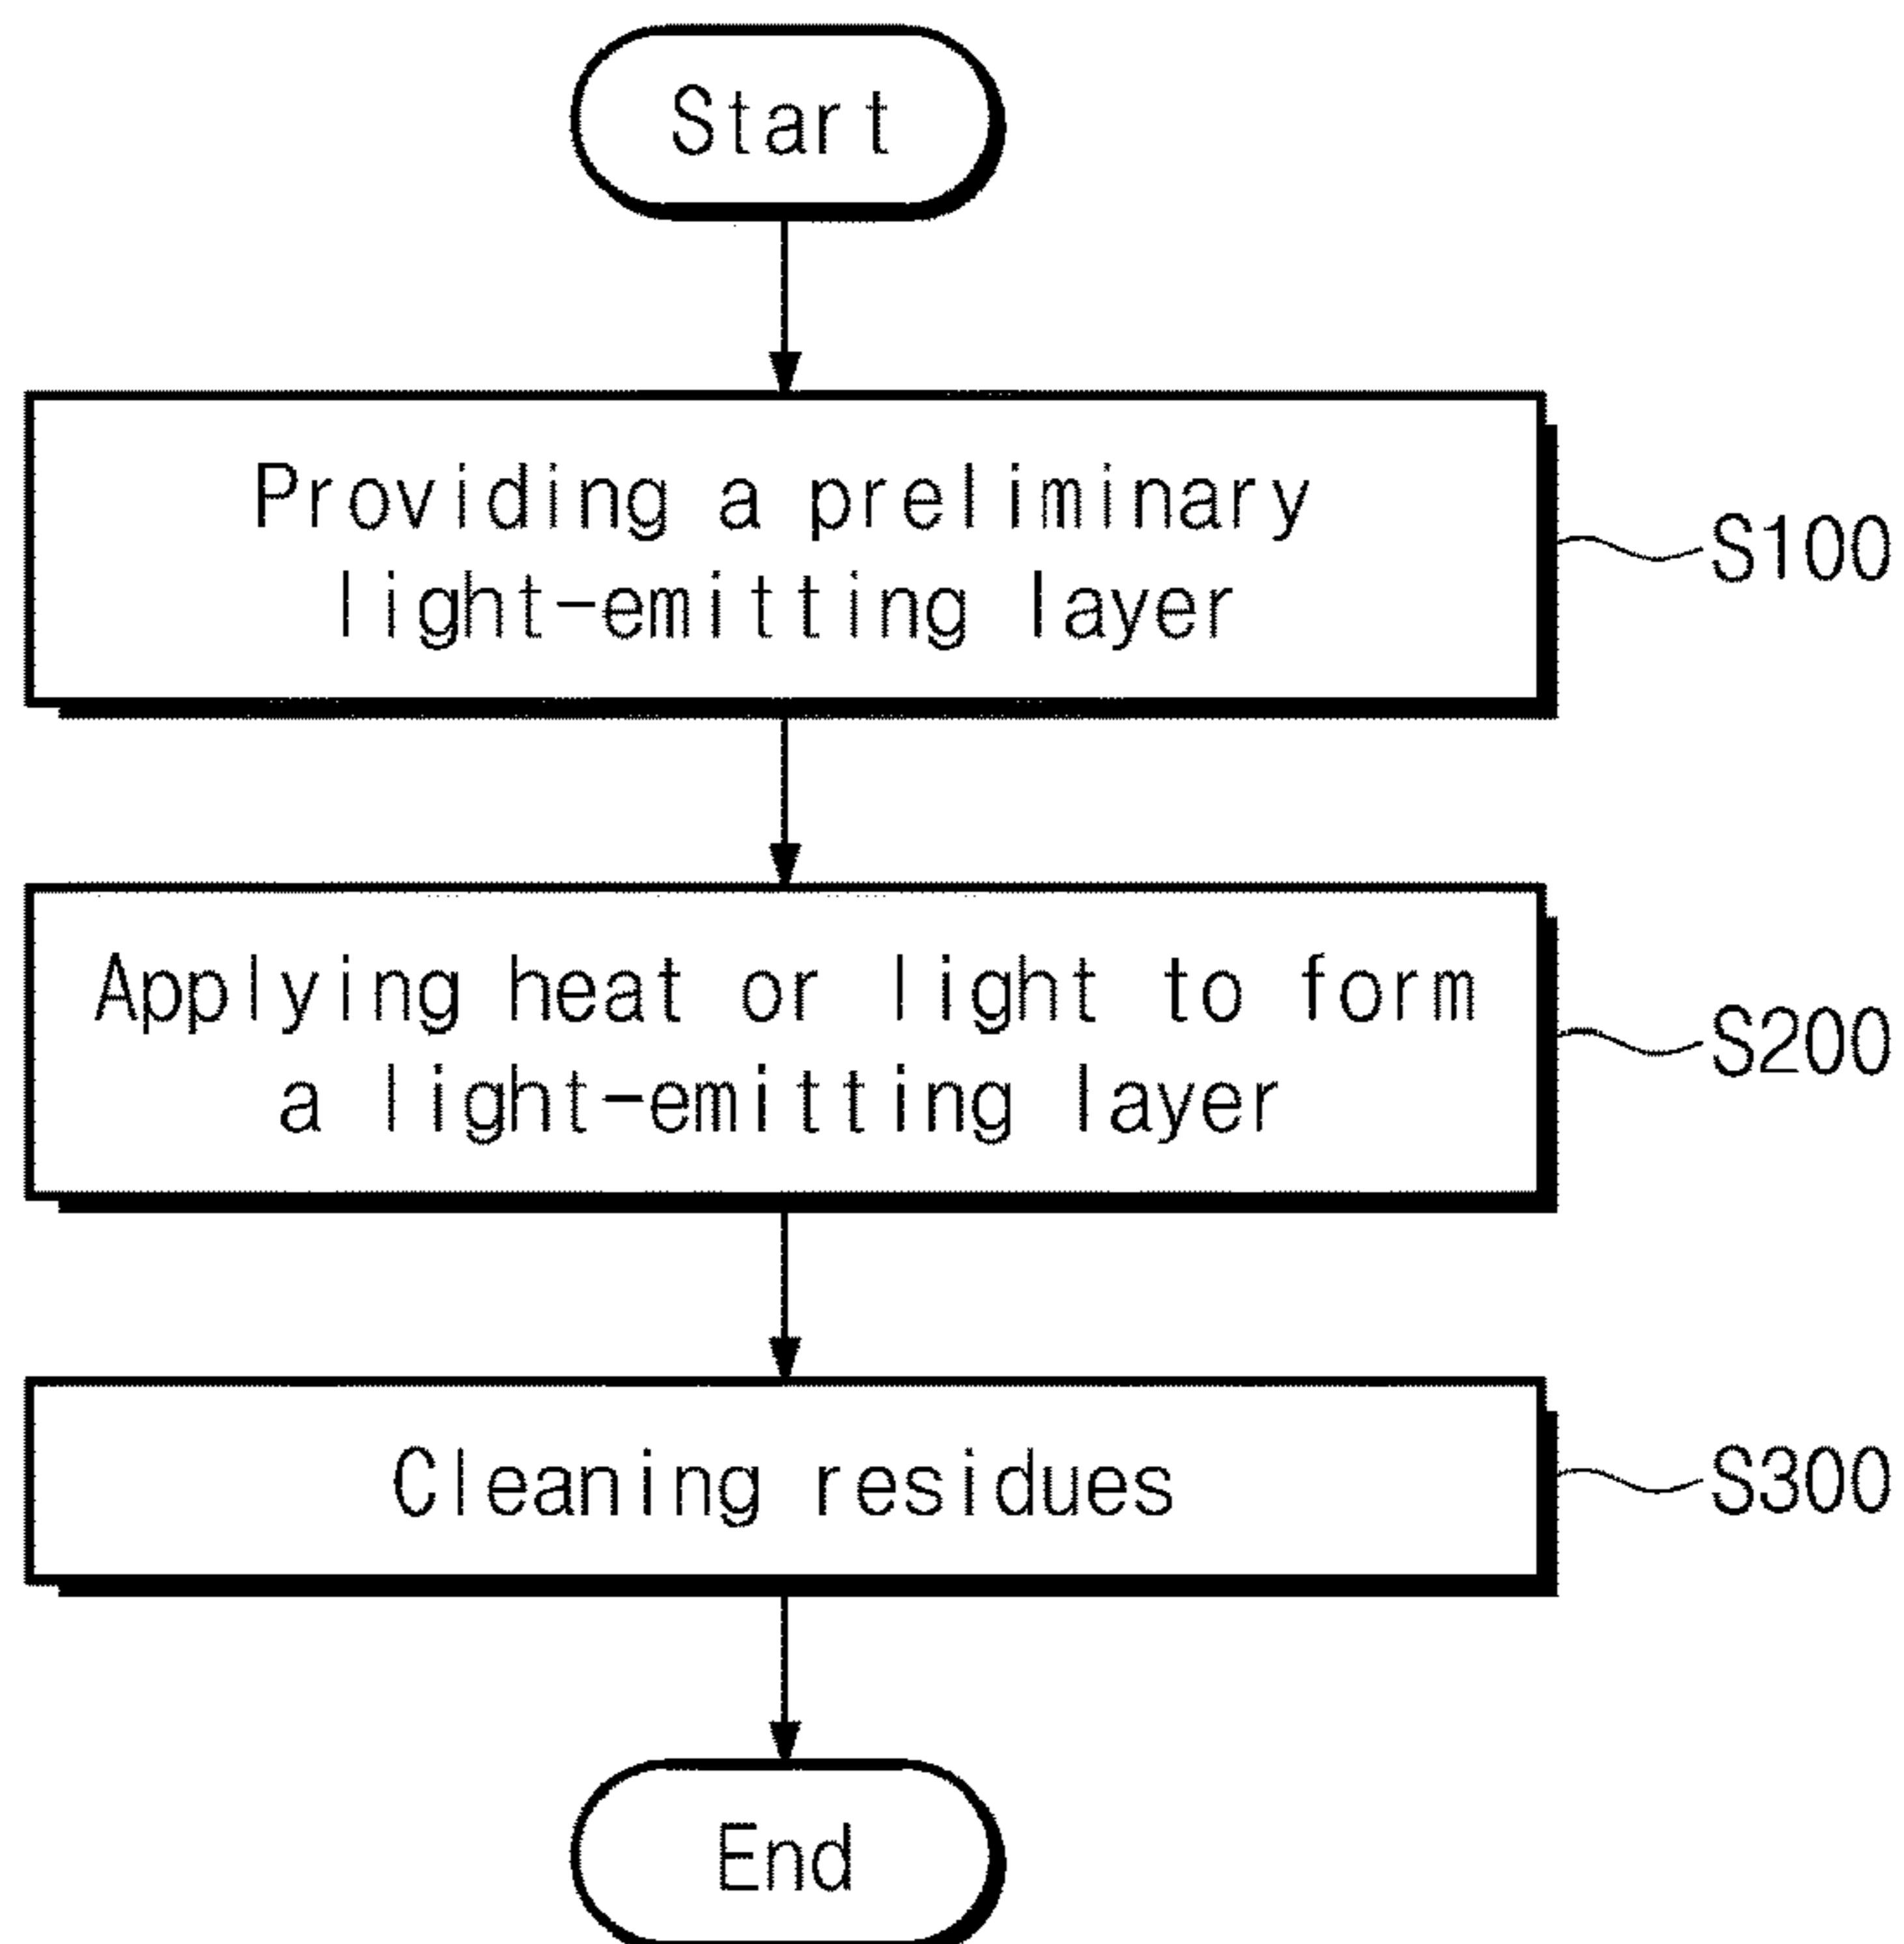 Start
Providing a preliminary
light-emitting layer
S100
Applying heat or light to form
a light-emitting layer
S200
Cleaning residues
S300
End